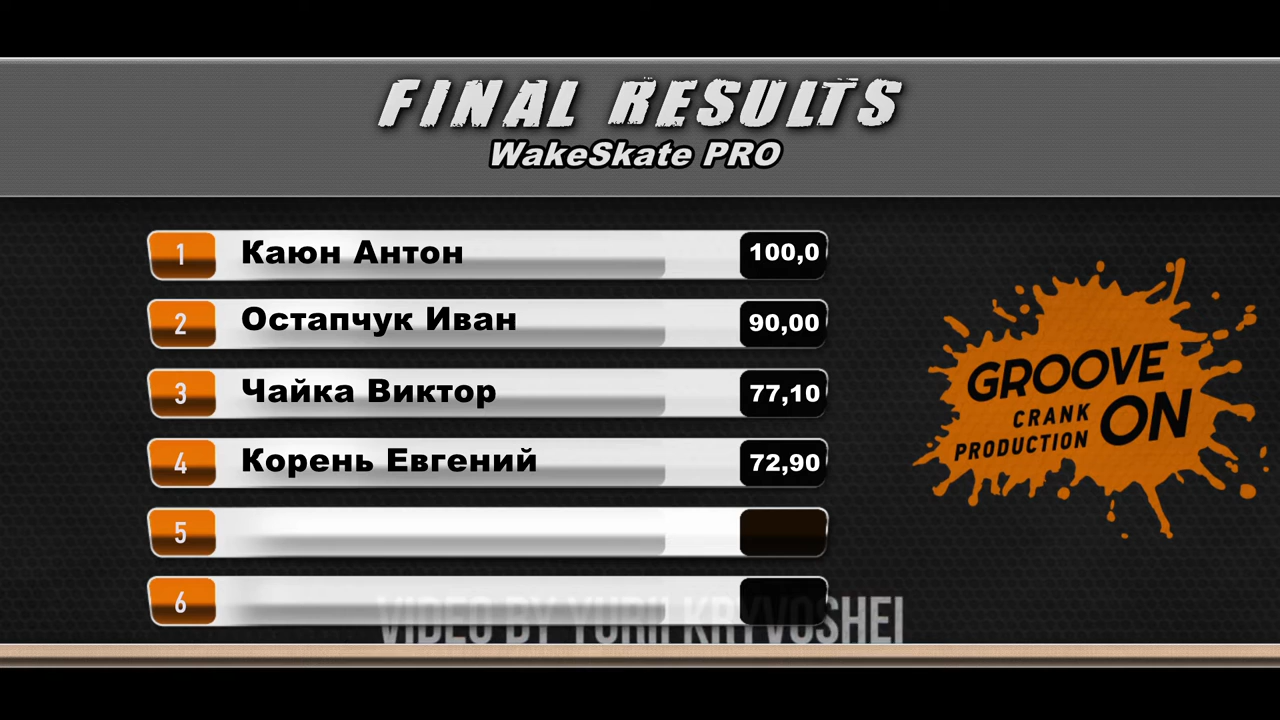 FINAL RESULTS
WakeSkate PRO
1 Каюн Антон 100,0
2 Остапчук Иван 90,00
3 Чайка Виктор 77,10
4 Корень Евгений 72,90
5
6
GROOVE
CRANK
PRODUCTION
ON
VIDEO BY YURII KRYVOSHEI